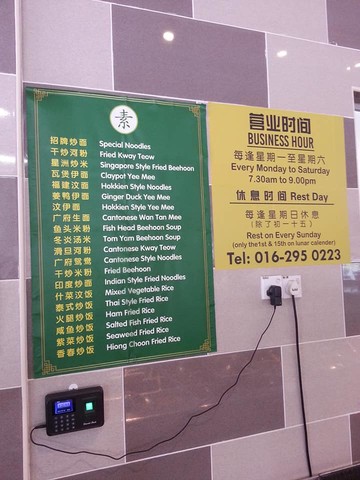 素
招牌炒面 Special Noodles
干炒河粉 Fried Kway Teow
星洲炒米 Singapore Style Fried Beehoon
瓦煲伊面 Claypot Yee Mee
福建汶面 Hokkien Style Noodles
姜鸭伊面 Ginger Duck Yee Mee
汶伊面 Hokkien Style Yee Mee
广府生面 Cantonese Wan Tan Mee
鱼头米粉 Fish Head Beehoon Soup
冬炎汤米 Tom Yam Beehoon Soup
滑旦河粉 Cantonese Kway Teow
广府鸳鸯 Cantonese Style Noodles
干炒米粉 Fried Beehoon
印度炒面 Indian Style Fried Noodles
什菜汶饭 Mixed Vegetable Rice
泰式炒饭 Thai Style Fried Rice
火腿炒饭 Ham Fried Rice
咸鱼炒饭 Salted Fish Fried Rice
紫菜炒饭 Seaweed Fried Rice
香春炒饭 Hiong Choon Fried Rice
营业时间
BUSINESS HOUR
每逢星期一至星期六
Every Monday to Saturday
7.30am to 9.00pm
休息时间 Rest Day
每逢星期日休息
(除了初一十五)
Rest on Every Sunday
(only the1st & 15th on lunar calender)
Tel: 016-295 0223